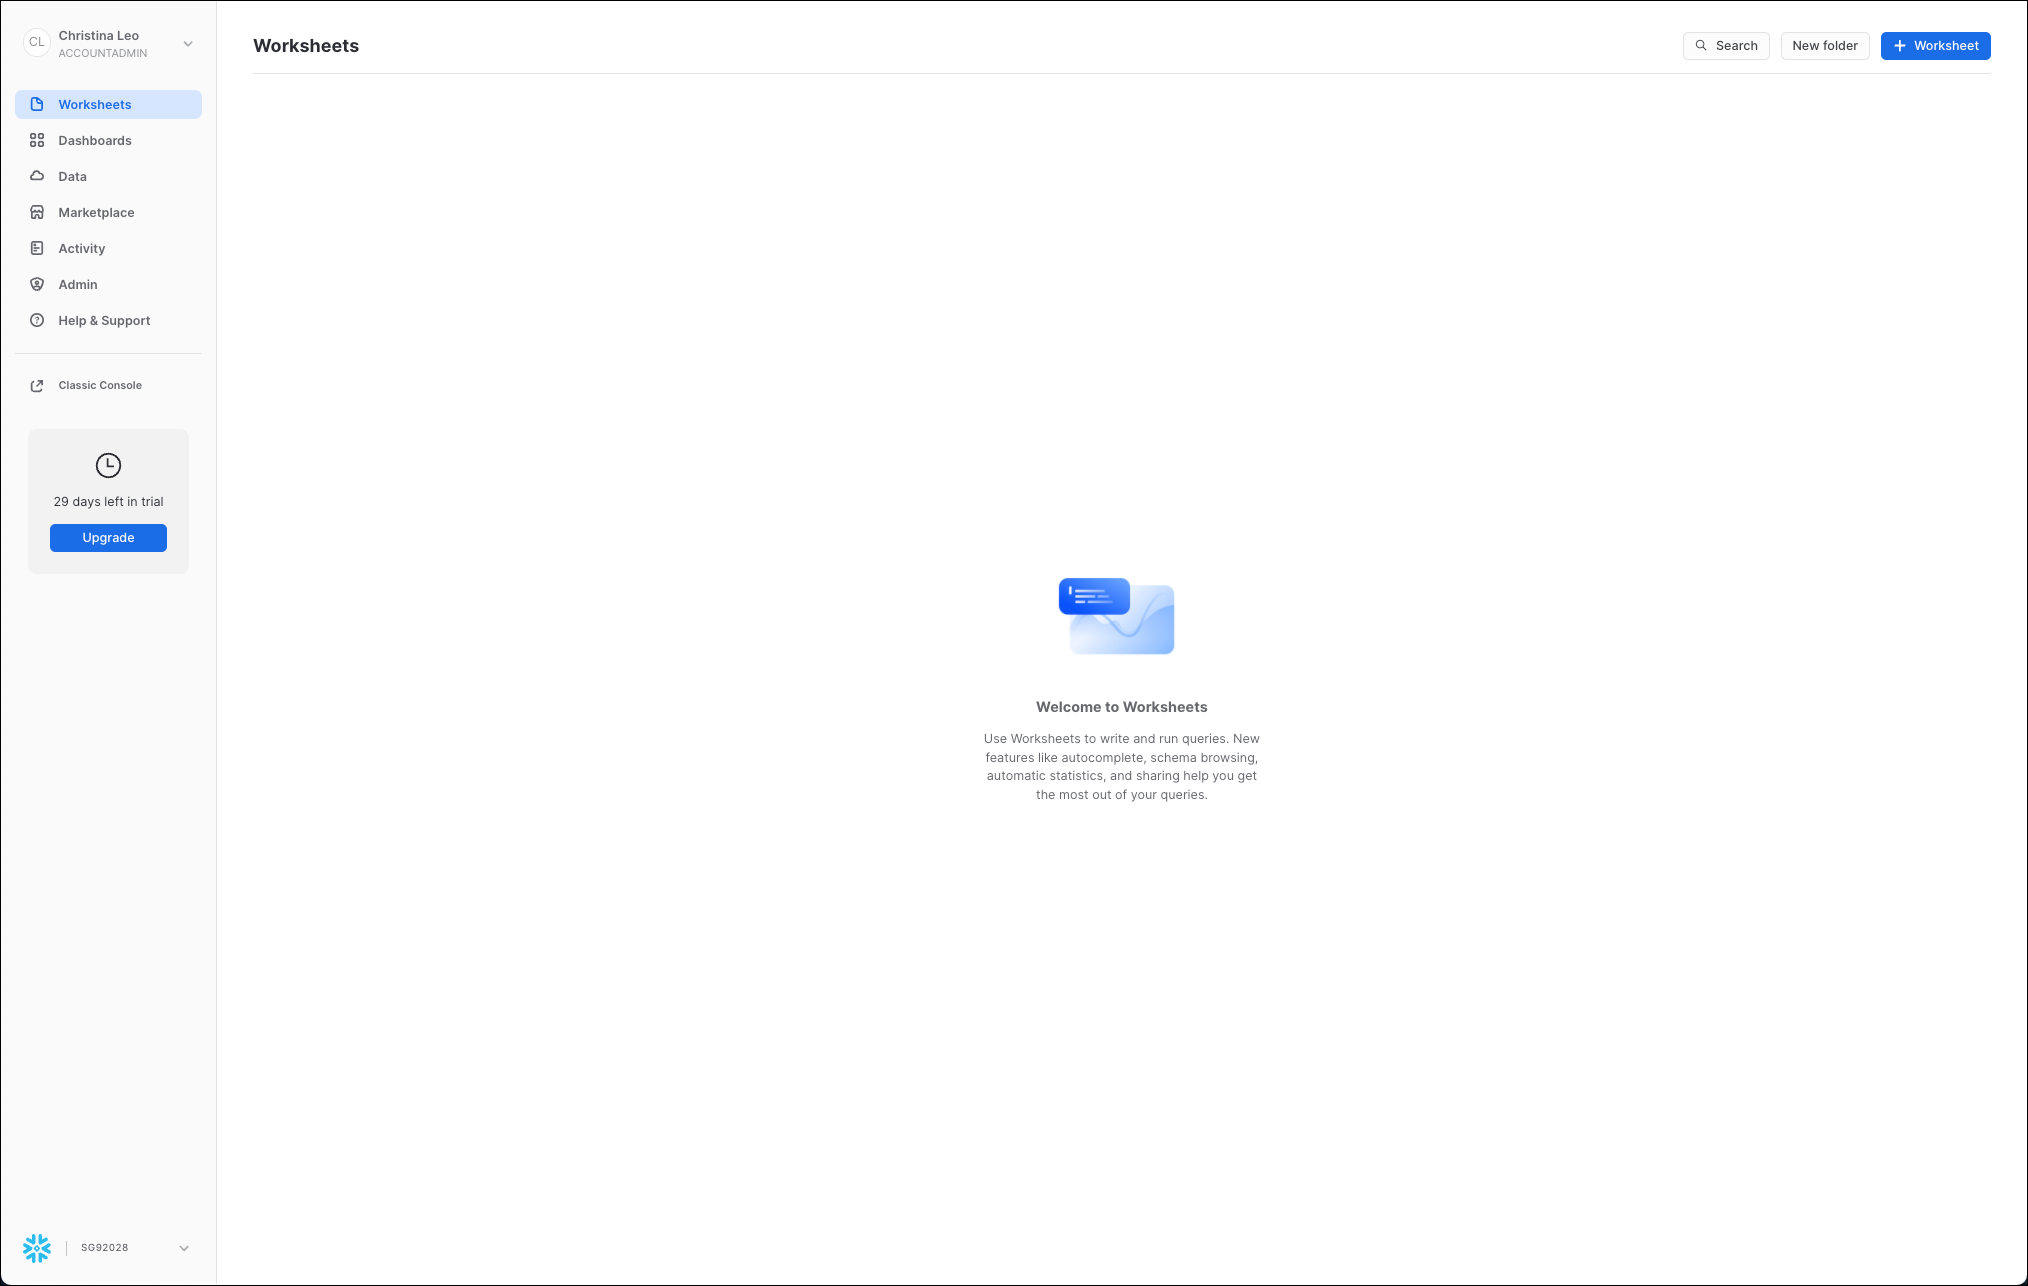 CL
Christina Leo
ACCOUNTADMIN
Worksheets
Dashboards
Data
Marketplace
Activity
Admin
Help & Support
Classic Console
29 days left in trial
Upgrade
SG92028
Worksheets
Search
New folder
+ Worksheet
Welcome to Worksheets
Use Worksheets to write and run queries. New
features like autocomplete, schema browsing,
automatic statistics, and sharing help you get
the most out of your queries.